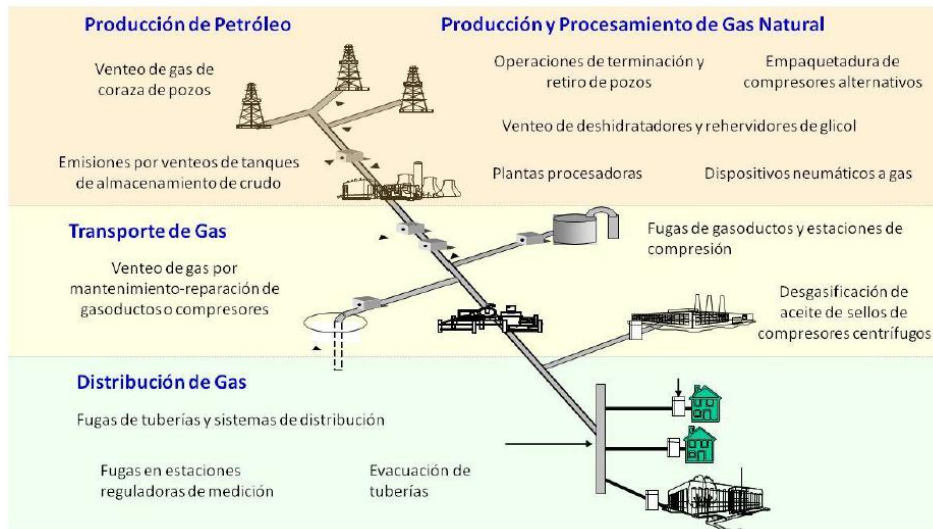 Producción de Petróleo
Venteo de gas de
coraza de pozos
Emisiones por venteos de tanques
de almacenamiento de crudo
Producción y Procesamiento de Gas Natural
Operaciones de terminación y
retiro de pozos
Empaquetadura de
compresores alternativos
Venteo de deshidratadores y rehervidores de glicol
Plantas procesadoras
Dispositivos neumáticos a gas
Transporte de Gas
Venteo de gas por
mantenimiento-reparación de
gasoductos o compresores
Fugas de gasoductos y estaciones de
compresión
Desgasificación de
aceite de sellos de
compresores centrífugos
Distribución de Gas
Fugas de tuberías y sistemas de distribución
Fugas en estaciones
reguladoras de medición
Evacuación de
tuberías